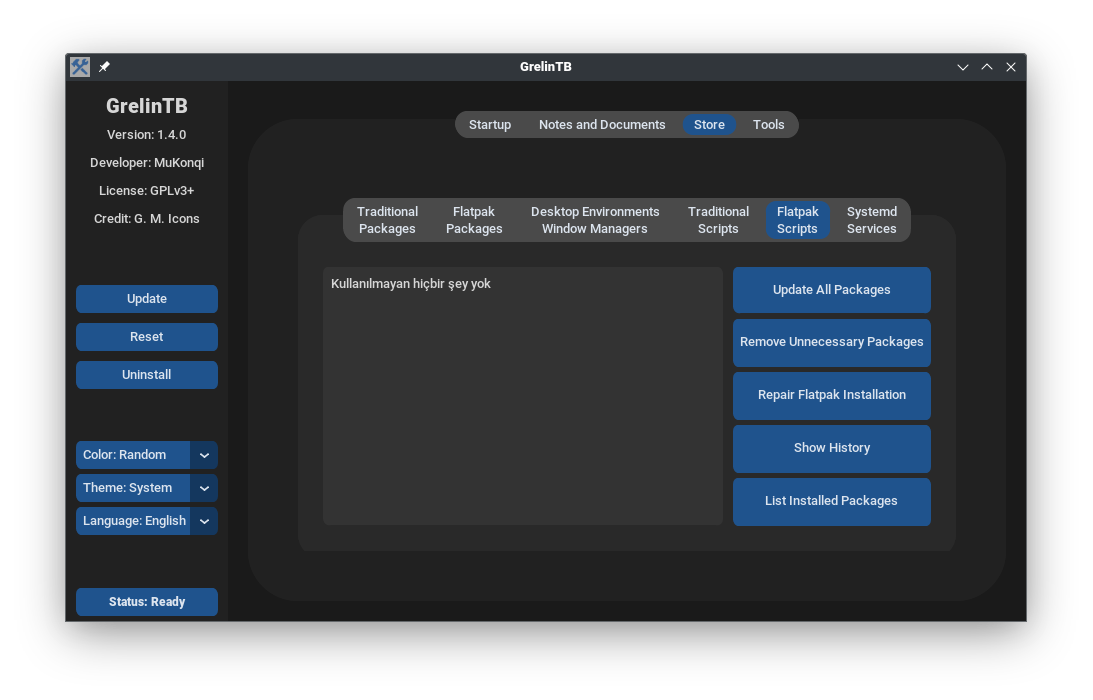 GrelinTB
GrelinTB
Version: 1.4.0
Developer: MuKonqi
License: GPLv3+
Credit: G. M. Icons
Update
Reset
Uninstall
Color: Random
Theme: System
Language: English
Status: Ready
Startup
Notes and Documents
Store
Tools
Traditional
Packages
Flatpak
Packages
Desktop Environments
Window Managers
Traditional
Scripts
Flatpak
Scripts
Systemd
Services
Kullanılmayan hiçbir şey yok
Update All Packages
Remove Unnecessary Packages
Repair Flatpak Installation
Show History
List Installed Packages